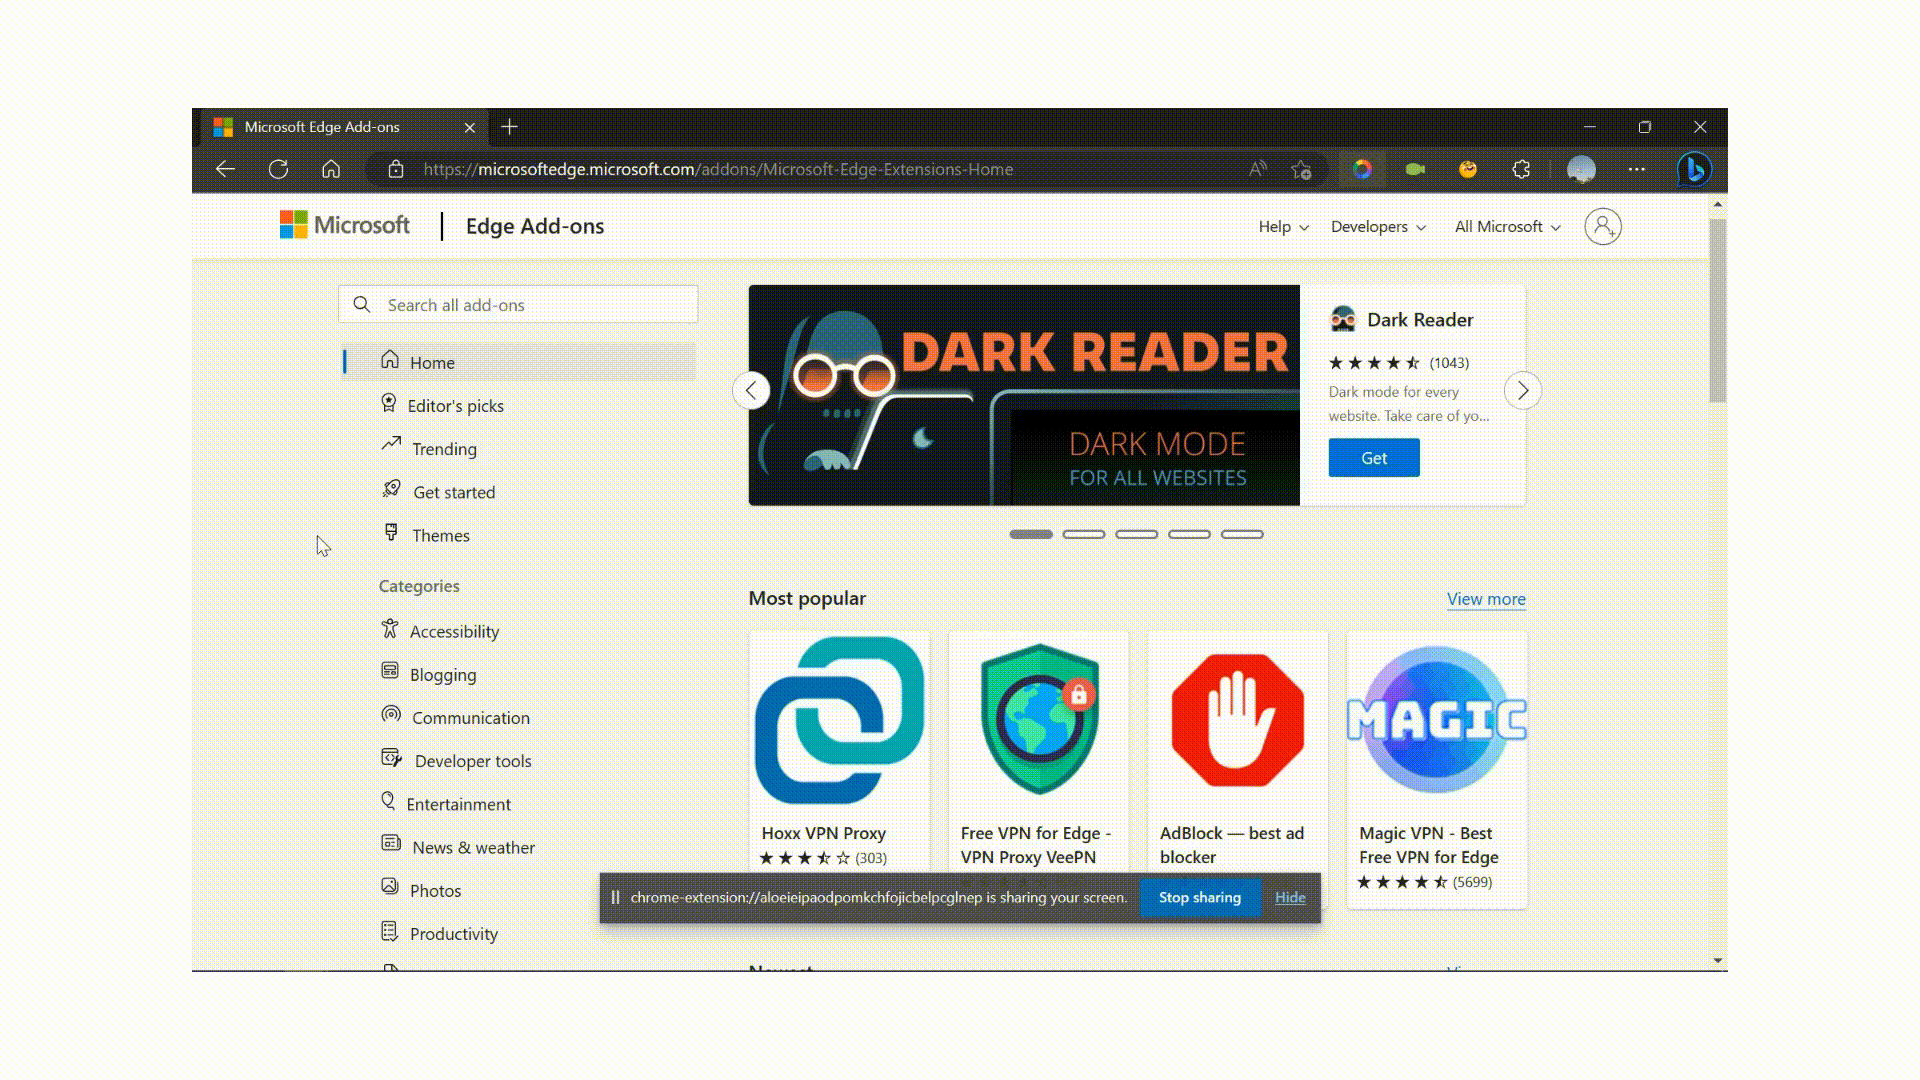 Microsoft Edge Add-ons
https://microsoftedge.microsoft.com/addons/Microsoft-Edge-Extensions-Home
Microsoft
Edge Add-ons
Help
Developers
All Microsoft
Search all add-ons
Home
Editor's picks
Trending
Get started
Themes
Categories
Accessibility
Blogging
Communication
Developer tools
Entertainment
News & weather
Photos
Productivity
DARK READER
DARK MODE
FOR ALL WEBSITES
Dark Reader
(1043)
Dark mode for every
website. Take care of yo...
Get
Most popular
View more
MAGIC
Hoxx VPN Proxy
(303)
Free VPN for Edge -
VPN Proxy VeePN
AdBlock — best ad
blocker
Magic VPN - Best
Free VPN for Edge
(5699)
chrome-extension://aloeieipaodpomkchfojicbelpcglnep is sharing your screen.
Stop sharing
Hide